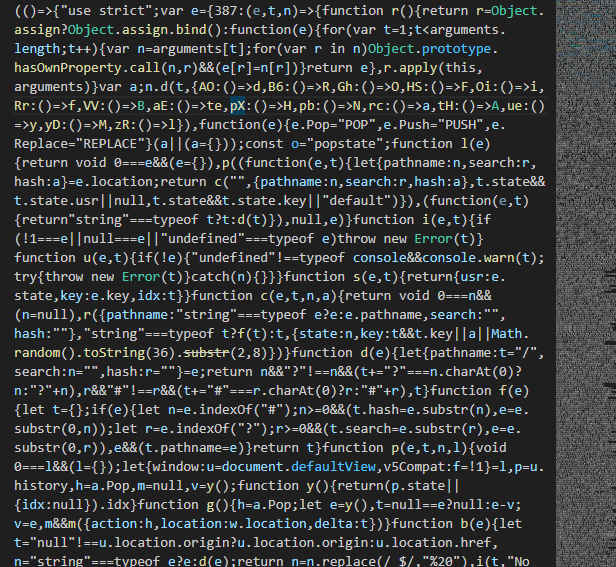 (()=>{"use strict";var e={387:(e,t,n)=>{function r(){return r=Object.
assign?Object.assign.bind():function(e){for(var t=1;t<arguments.
length;t++){var n=arguments[t];for(var r in n)Object.prototype.
hasOwnProperty.call(n,r)&&(e[r]=n[r])}return e},r.apply(this,
arguments)}var a;n.d(t,{AO:()=>d,B6:()=>R,Gh:()=>O,HS:()=>F,Oi:()=>i,
Rr:()=>f,VV:()=>B,aE:()=>te,pX:()=>H,pb:()=>N,rc:()=>a,tH:()=>A,ue:()
=>y,yD:()=>M,zR:()=>l}),function(e){e.Pop="POP",e.Push="PUSH",e.
Replace="REPLACE"}(a||(a={}));const o="popstate";function l(e)
{return void 0===e&&(e={}),p((function(e,t){let{pathname:n,search:r,
hash:a}=e.location;return c("",{pathname:n,search:r,hash:a},t.state&&
t.state.usr||null,t.state&&t.state.key||"default")}),(function(e,t)
{return"string"===typeof t?t:d(t)}),null,e)}function i(e,t){if
(!1===e||null===e||"undefined"===typeof e)throw new Error(t)}
function u(e,t){if(!e){"undefined"!==typeof console&&console.warn(t);
try{throw new Error(t)}catch(n){}}}function s(e,t){return{usr:e.
state,key:e.key,idx:t}}function c(e,t,n,a){return void 0===n&&
(n=null),r({pathname:"string"===typeof e?e:e.pathname,search:"",
hash:""},"string"===typeof t?f(t):t,{state:n,key:t&&t.key||a||Math.
random().toString(36).substr(2,8)})}function d(e){let{pathname:t="/",
search:n="",hash:r=""}=e;return n&&"?"!==n&&(t+="?"===n.charAt(0)?
n:"?"+n),r&&"#"!==r&&(t+="#"===r.charAt(0)?r:"#"+r),t}function f(e)
{let t={};if(e){let n=e.indexOf("#");n>=0&&(t.hash=e.substr(n),e=e.
substr(0,n));let r=e.indexOf("?");r>=0&&(t.search=e.substr(r),e=e.
substr(0,r)),e&&(t.pathname=e)}return t}function p(e,t,n,l){void
0===l&&(l={});let{window:u=document.defaultView,v5Compat:f=!1}=l,p=u.
history,h=a.Pop,m=null,v=y();function y(){return(p.state||
{idx:null}).idx}function g(){h=a.Pop;let e=y(),t=null==e?null:e-v;
v=e,m&&m({action:h,location:w.location,delta:t})}function b(e){let
t="null"!==u.location.origin?u.location.origin:u.location.href,
n="string"===typeof e?e:d(e);return n=n.replace(/ $/,"%20"),i(t,"No